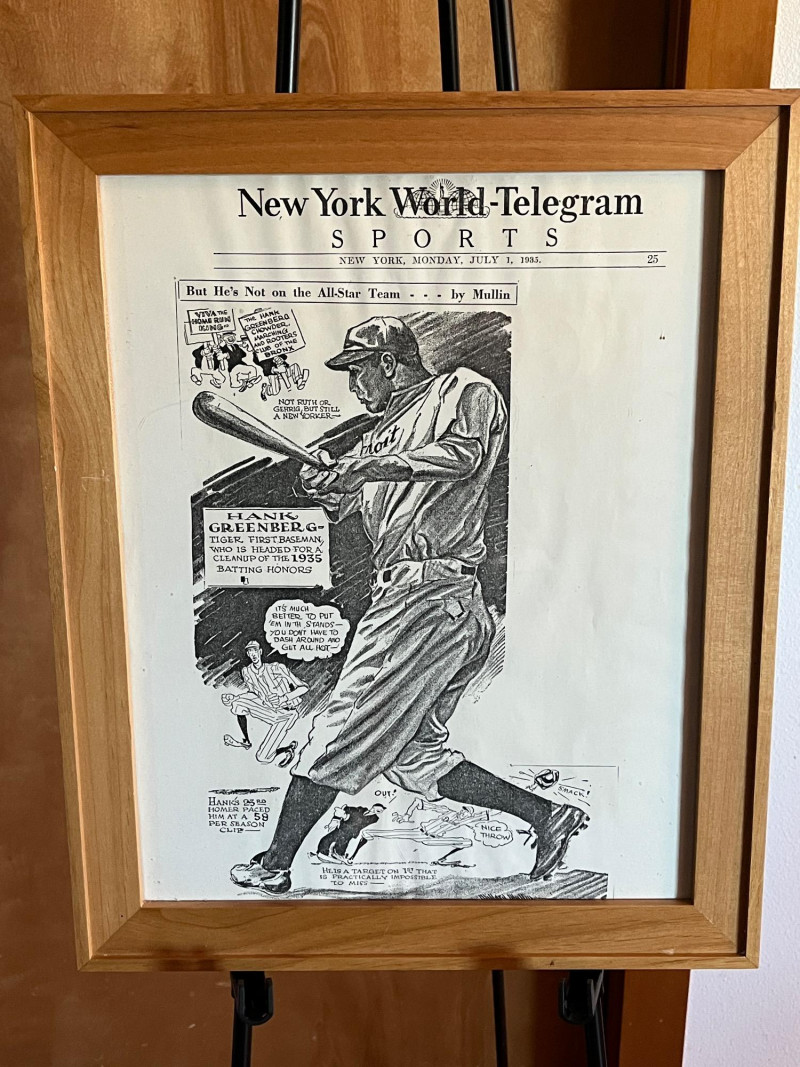 New York World-Telegram
SPORTS
NEW YORK, MONDAY, JULY 1, 1935.
25
But He's Not on the All-Star Team - - - by Mullin
VIVA THE
HOME RUN
KING-
THE HANK
GREENBERG
CHOWDER,
MARCHING
AND ROOTERS
CLUB OF THE
BRONX
NOT RUTH OR
GEHRIG, BUT STILL
A NEW YORKER—
troit
HANK
GREENBERG-
TIGER FIRST BASEMAN,
WHO IS HEADED FOR A
CLEANUP OF THE 1935
BATTING HONORS
IT'S MUCH
BETTER TO PUT
'EM IN TH' STANDS—
YOU DON'T HAVE TO
DASH AROUND AND
GET ALL HOT—
HANK'S 23RD
HOMER PACED
HIM AT A 58
PER SEASON
CLIP—
OUT!
SMACK!
NICE
THROW
HE IS A TARGET ON 1ST THAT
IS PRACTICALLY IMPOSSIBLE
TO MISS—